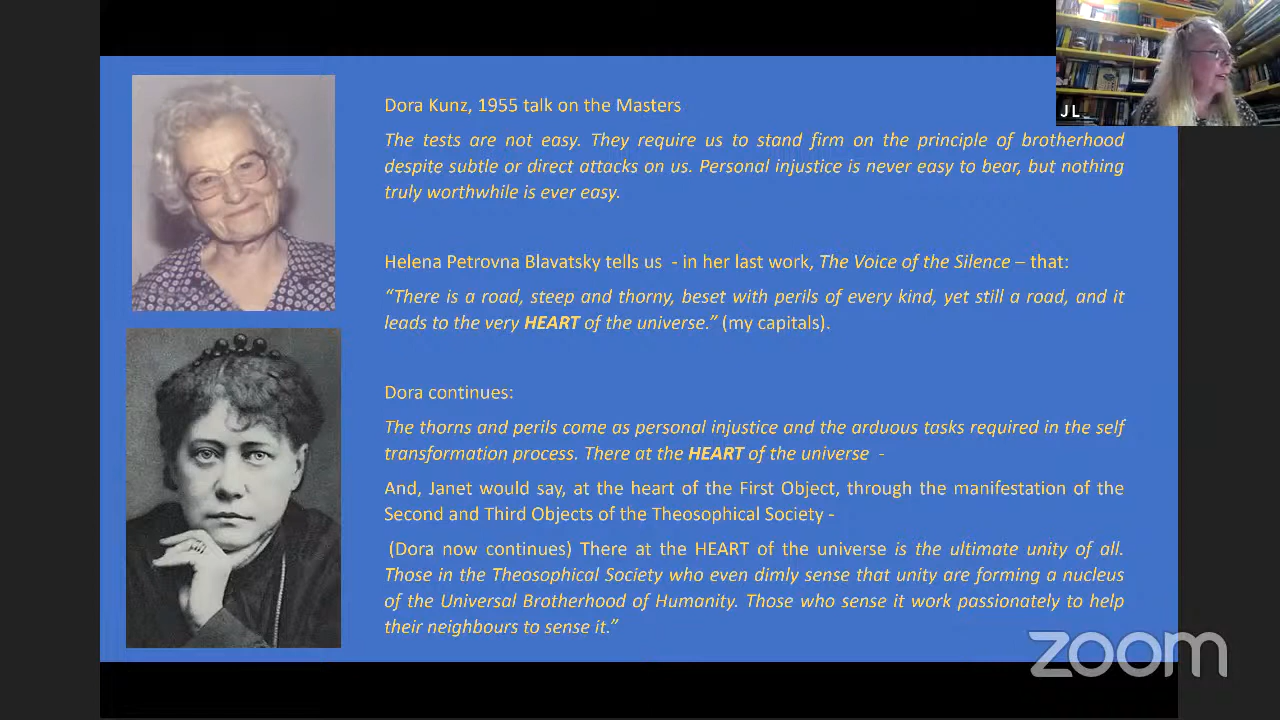 J L
Dora Kunz, 1955 talk on the Masters
The tests are not easy. They require us to stand firm on the principle of brotherhood
despite subtle or direct attacks on us. Personal injustice is never easy to bear, but nothing
truly worthwhile is ever easy.
Helena Petrovna Blavatsky tells us - in her last work, The Voice of the Silence – that:
“There is a road, steep and thorny, beset with perils of every kind, yet still a road, and it
leads to the very HEART of the universe.” (my capitals).
Dora continues:
The thorns and perils come as personal injustice and the arduous tasks required in the self
transformation process. There at the HEART of the universe -
And, Janet would say, at the heart of the First Object, through the manifestation of the
Second and Third Objects of the Theosophical Society -
(Dora now continues) There at the HEART of the universe is the ultimate unity of all.
Those in the Theosophical Society who even dimly sense that unity are forming a nucleus
of the Universal Brotherhood of Humanity. Those who sense it work passionately to help
their neighbours to sense it.”
zoom